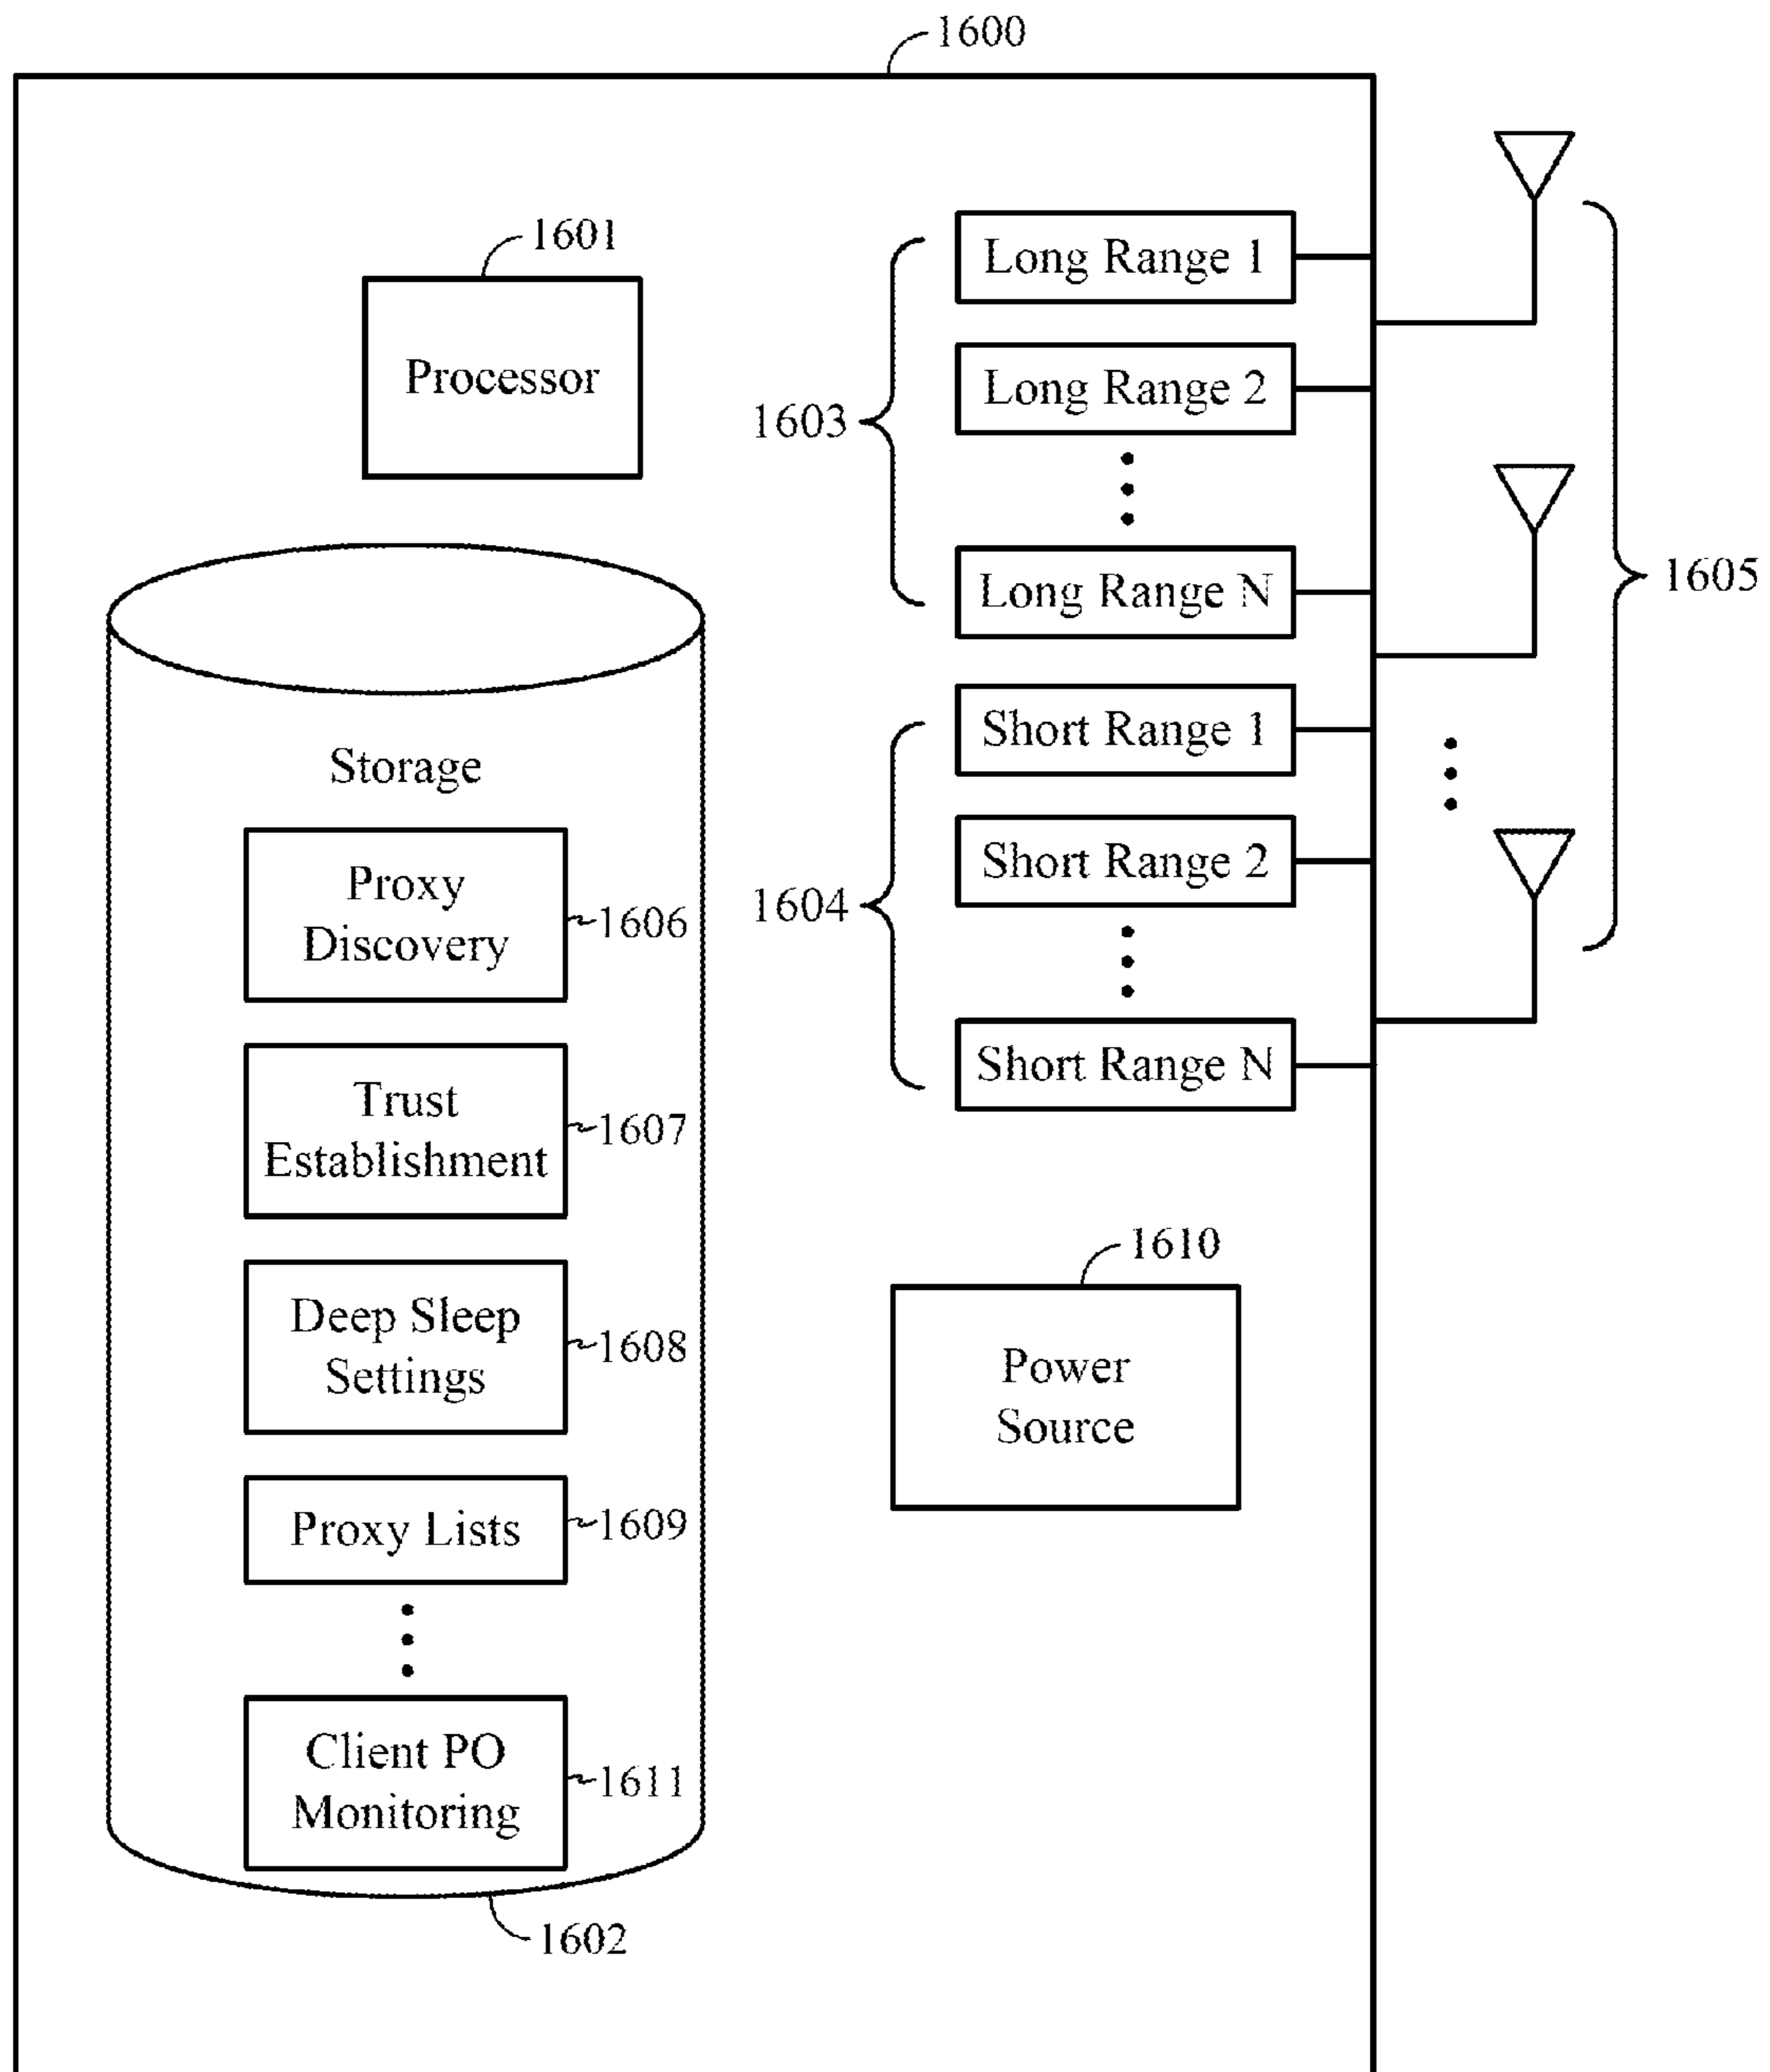 1600
1601
Processor
Long Range 1
Long Range 2
1603
Long Range N
1605
Short Range 1
Short Range 2
1604
Short Range N
Storage
Proxy
Discovery
1606
Trust
Establishment
1607
Deep Sleep
Settings
1608
Proxy Lists
1609
Client PO
Monitoring
1611
1602
1610
Power
Source